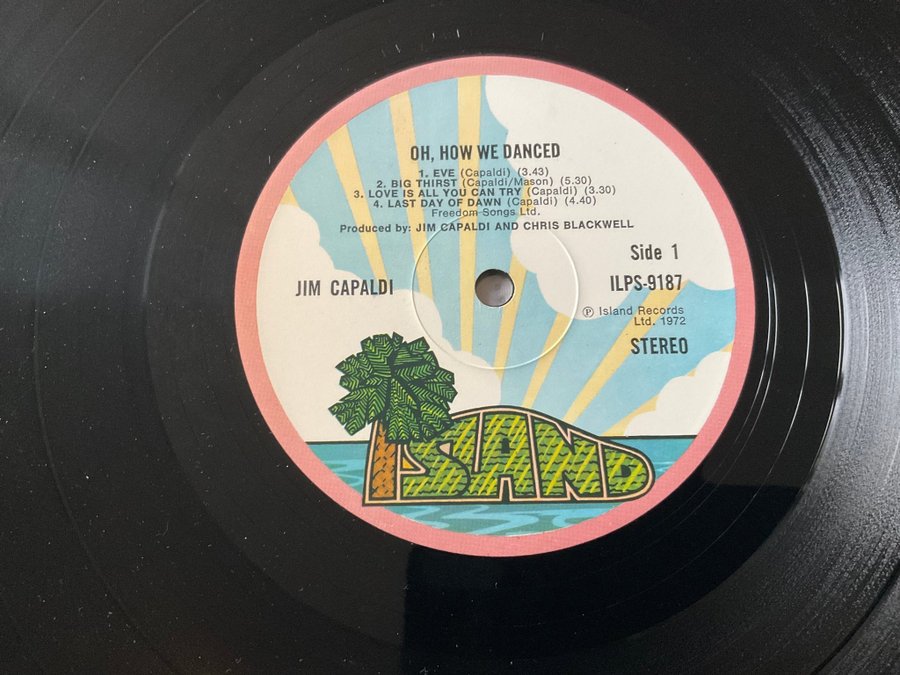 OH, HOW WE DANCED
1. EVE (Capaldi) (3.43)
2. BIG THIRST (Capaldi/Mason) (5.30)
3. LOVE IS ALL YOU CAN TRY (Capaldi) (3.30)
4. LAST DAY OF DAWN (Capaldi) (4.40)
Freedom Songs Ltd.
Produced by: JIM CAPALDI AND CHRIS BLACKWELL
Side 1
JIM CAPALDI
ILPS-9187
Ⓟ Island Records
Ltd. 1972
STEREO
ISLAND